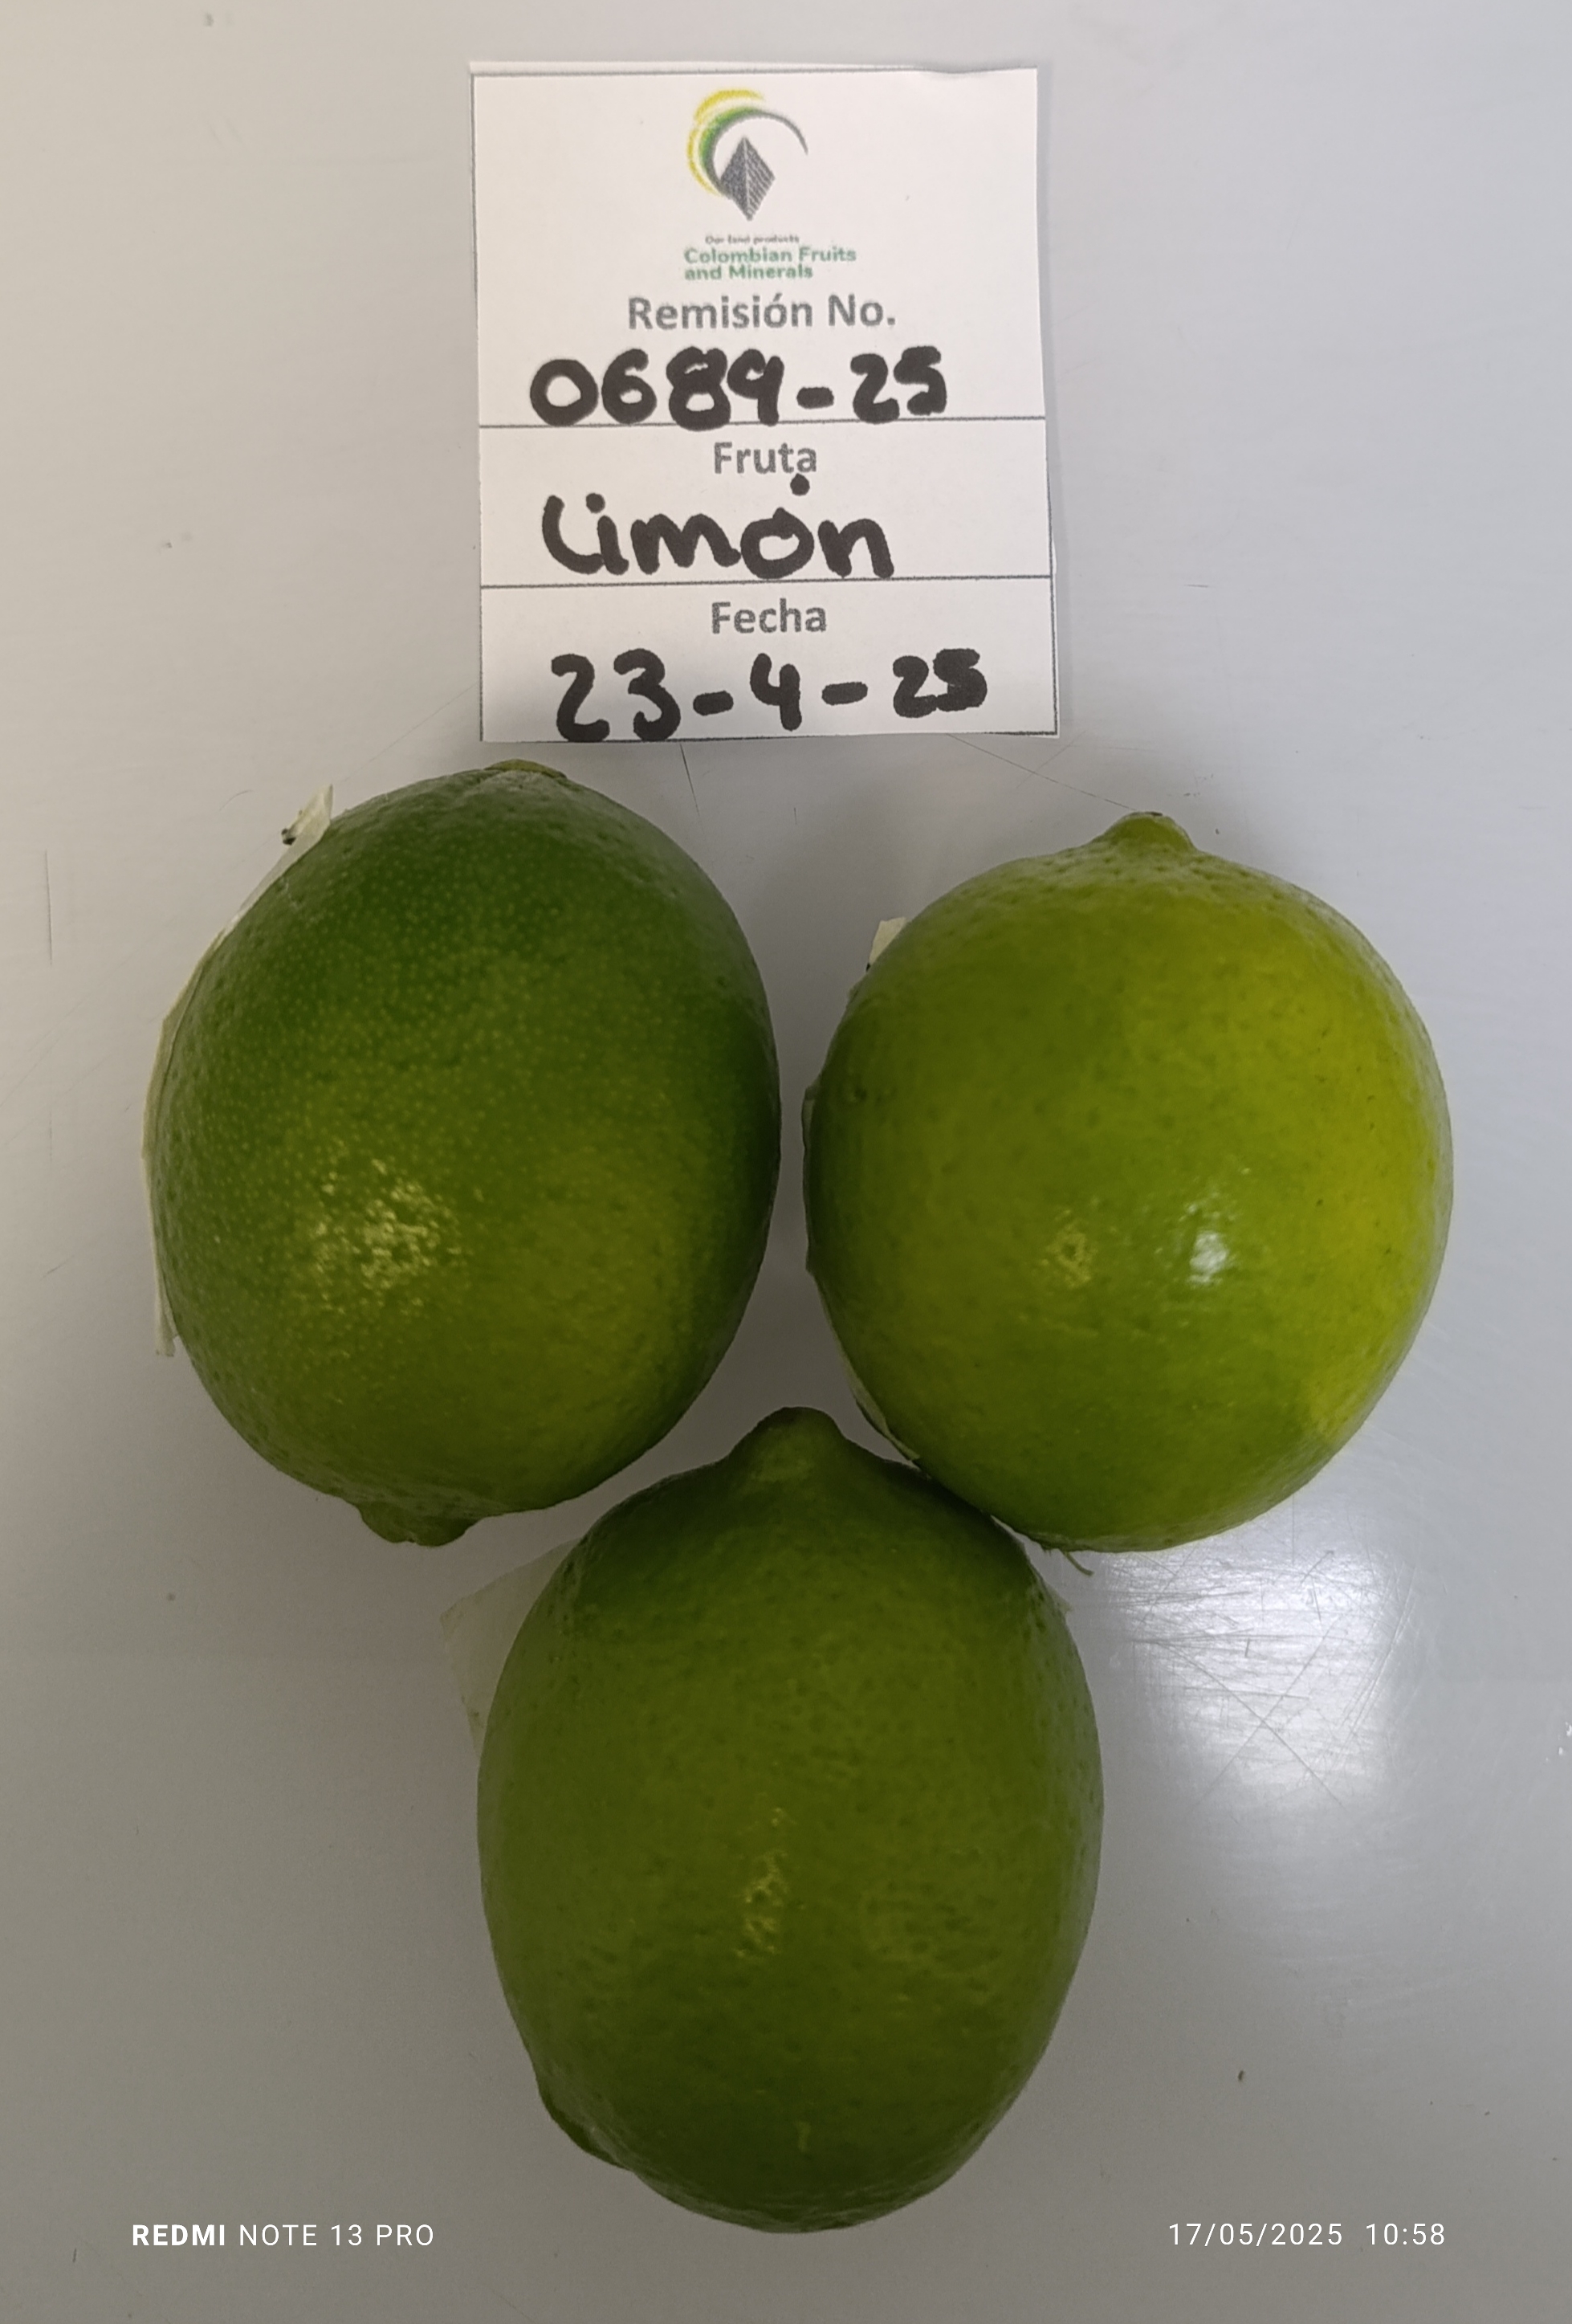 Our land products
Colombian Fruits
and Minerals
Remisión No.
0689-25
Fruta
Limón
Fecha
23-4-25
REDMI NOTE 13 PRO
17/05/2025 10:58